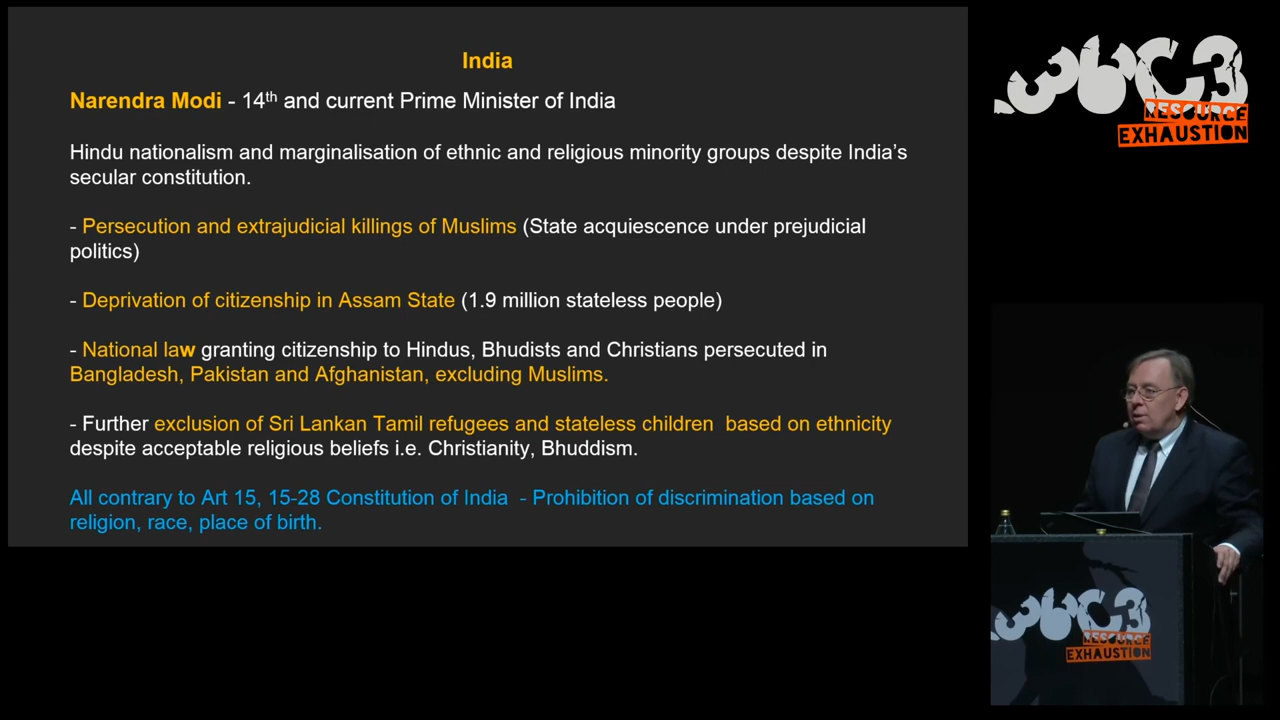 India
Narendra Modi - 14th and current Prime Minister of India
Hindu nationalism and marginalisation of ethnic and religious minority groups despite India's
secular constitution.
- Persecution and extrajudicial killings of Muslims (State acquiescence under prejudicial
politics)
- Deprivation of citizenship in Assam State (1.9 million stateless people)
- National law granting citizenship to Hindus, Bhudists and Christians persecuted in
Bangladesh, Pakistan and Afghanistan, excluding Muslims.
- Further exclusion of Sri Lankan Tamil refugees and stateless children based on ethnicity
despite acceptable religious beliefs i.e. Christianity, Bhuddism.
All contrary to Art 15, 15-28 Constitution of India - Prohibition of discrimination based on
religion, race, place of birth.
36C3
RESOURCE
EXHAUSTION
36C3
RESOURCE
EXHAUSTION